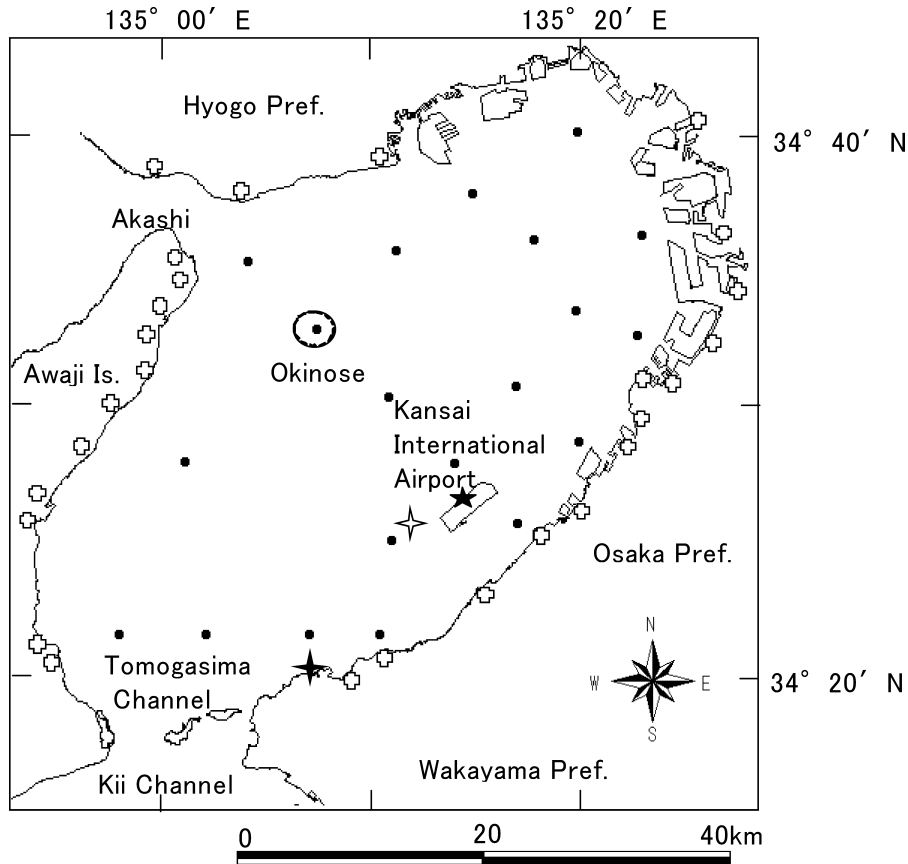 135° 00′ E
135° 20′ E
Hyogo Pref.
34° 40′ N
Akashi
Awaji Is.
Okinose
Kansai
International
Airport
Osaka Pref.
N
W
E
S
Tomogasima
Channel
34° 20′ N
Kii Channel
Wakayama Pref.
0
20
40km